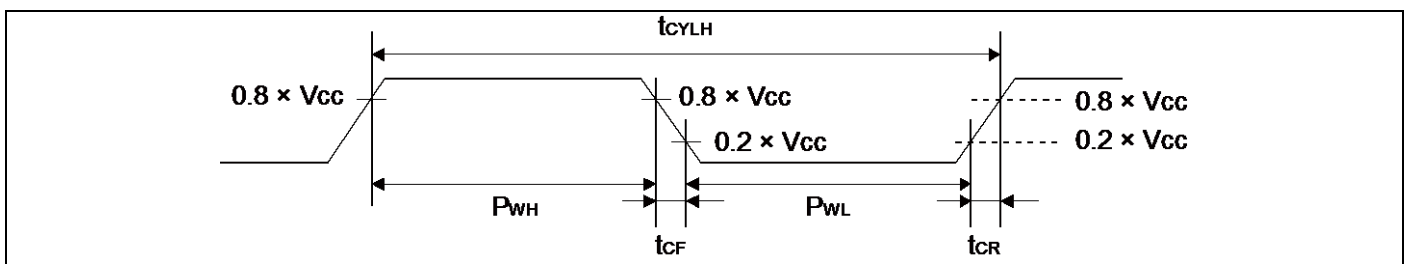 tCYLH
0.8 × Vcc
0.8 × Vcc
0.8 × Vcc
0.2 × Vcc
0.2 × Vcc
PWH
PWL
tCF
tCR